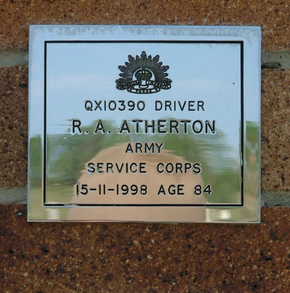 QX10390 DRIVER
R.A. ATHERTON
ARMY
SERVICE CORPS
15-11-1998 AGE 84